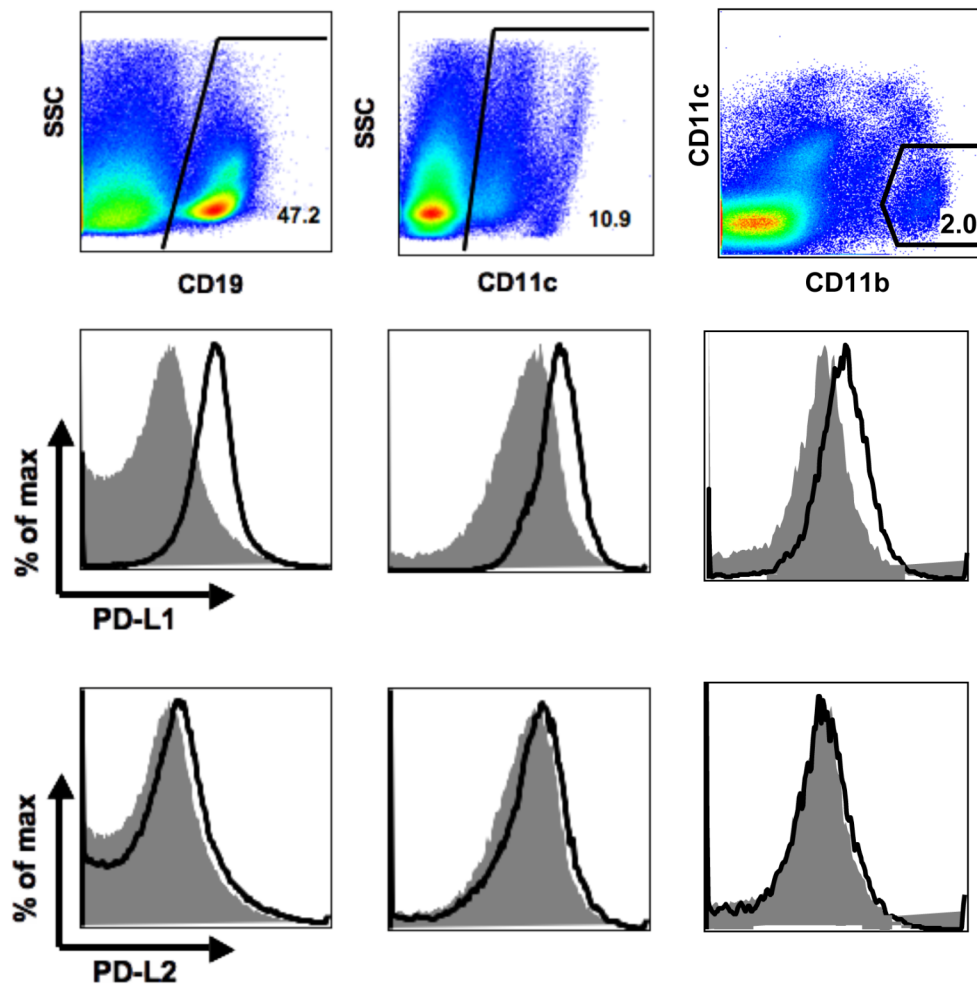 SSC
47.2
CD19
SSC
10.9
CD11c
CD11c
2.0
CD11b
% of max
PD-L1
% of max
PD-L2